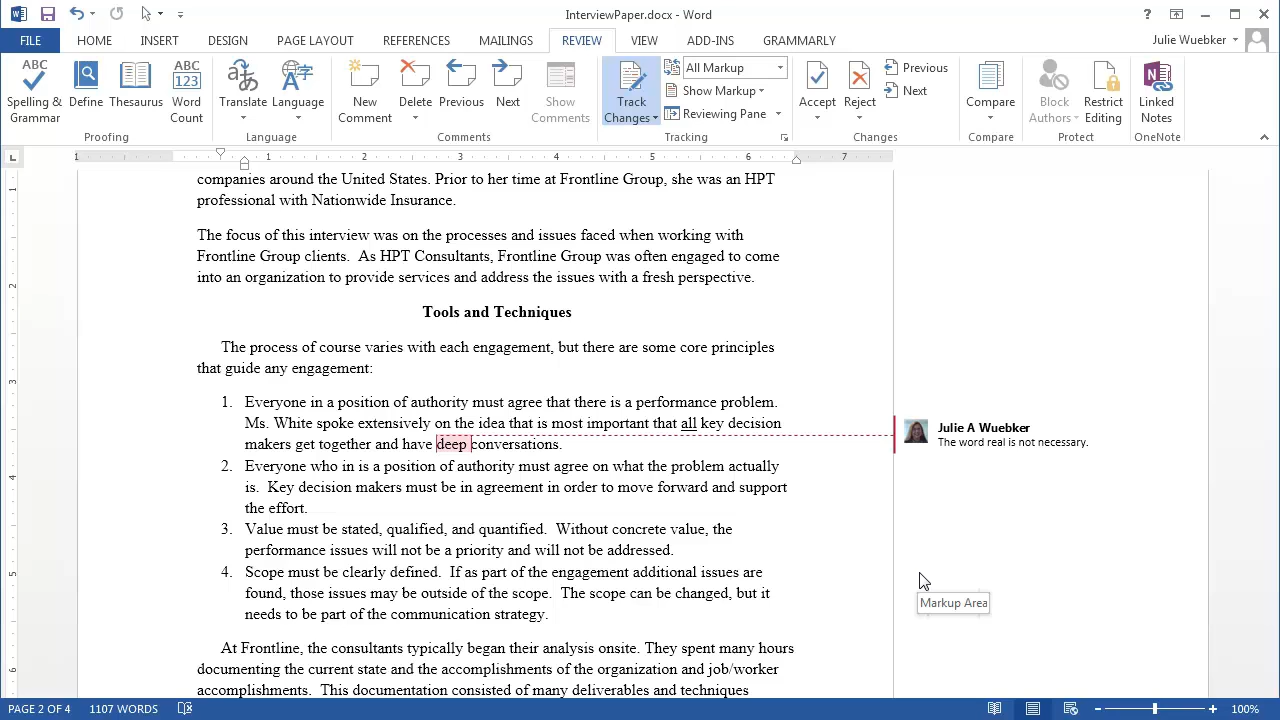 InterviewPaper.docx - Word
FILE HOME INSERT DESIGN PAGE LAYOUT REFERENCES MAILINGS REVIEW VIEW ADD-INS GRAMMARLY Julie Wuebker
ABC Spelling & Grammar
Define
Thesaurus
ABC 123 Word Count
Translate
Language
New Comment
Delete
Previous
Next
Show Comments
Track Changes
All Markup
Show Markup
Reviewing Pane
Accept
Reject
Previous
Next
Compare
Block Authors
Restrict Editing
Linked Notes
Proofing Language Comments Tracking Changes Compare Protect OneNote
1 1 2 3 4 5 6 7
companies around the United States. Prior to her time at Frontline Group, she was an HPT
professional with Nationwide Insurance.
The focus of this interview was on the processes and issues faced when working with
Frontline Group clients.  As HPT Consultants, Frontline Group was often engaged to come
into an organization to provide services and address the issues with a fresh perspective.
Tools and Techniques
The process of course varies with each engagement, but there are some core principles
that guide any engagement:
1. Everyone in a position of authority must agree that there is a performance problem.
Ms. White spoke extensively on the idea that is most important that all key decision
makers get together and have deep conversations.
2. Everyone who in is a position of authority must agree on what the problem actually
is.  Key decision makers must be in agreement in order to move forward and support
the effort.
3. Value must be stated, qualified, and quantified.  Without concrete value, the
performance issues will not be a priority and will not be addressed.
4. Scope must be clearly defined.  If as part of the engagement additional issues are
found, those issues may be outside of the scope.  The scope can be changed, but it
needs to be part of the communication strategy.
At Frontline, the consultants typically began their analysis onsite. They spent many hours
documenting the current state and the accomplishments of the organization and job/worker
accomplishments.  This documentation consisted of many deliverables and techniques
Julie A Wuebker
The word real is not necessary.
Markup Area
1
2
3
4
5
6
PAGE 2 OF 4 1107 WORDS 100%